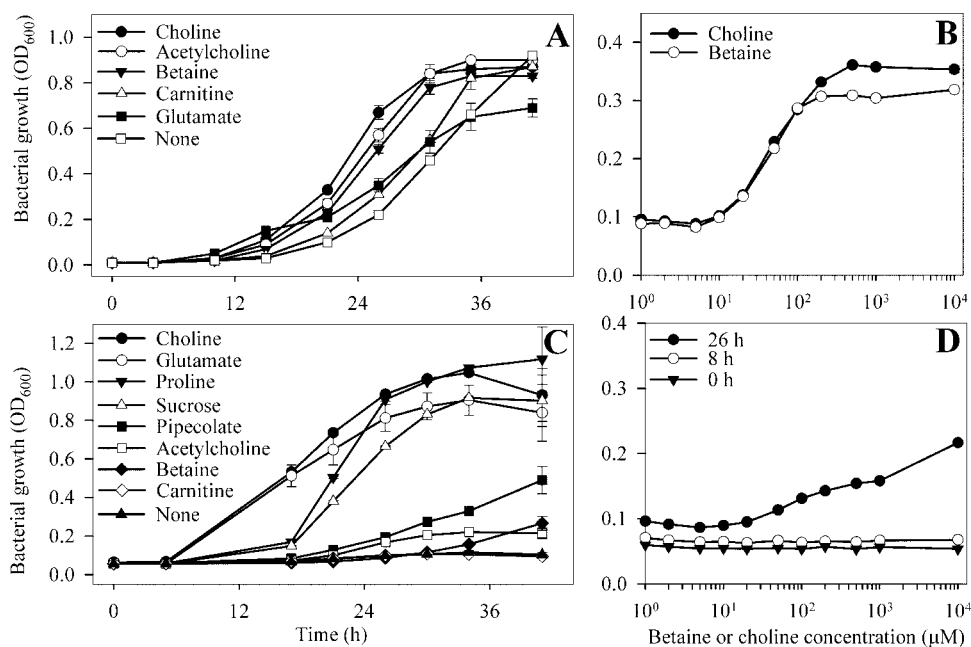 A
Bacterial growth (OD600)
1.0
0.8
0.6
0.4
0.2
0.0
Choline
Acetylcholine
Betaine
Carnitine
Glutamate
None
0 12 24 36
B
0.4
0.3
0.2
0.1
0.0
Choline
Betaine
10^0 10^1 10^2 10^3 10^4
C
Bacterial growth (OD600)
1.2
1.0
0.8
0.6
0.4
0.2
0.0
Choline
Glutamate
Proline
Sucrose
Pipecolate
Acetylcholine
Betaine
Carnitine
None
0 12 24 36
Time (h)
D
0.4
0.3
0.2
0.1
0.0
26 h
8 h
0 h
10^0 10^1 10^2 10^3 10^4
Betaine or choline concentration (μM)